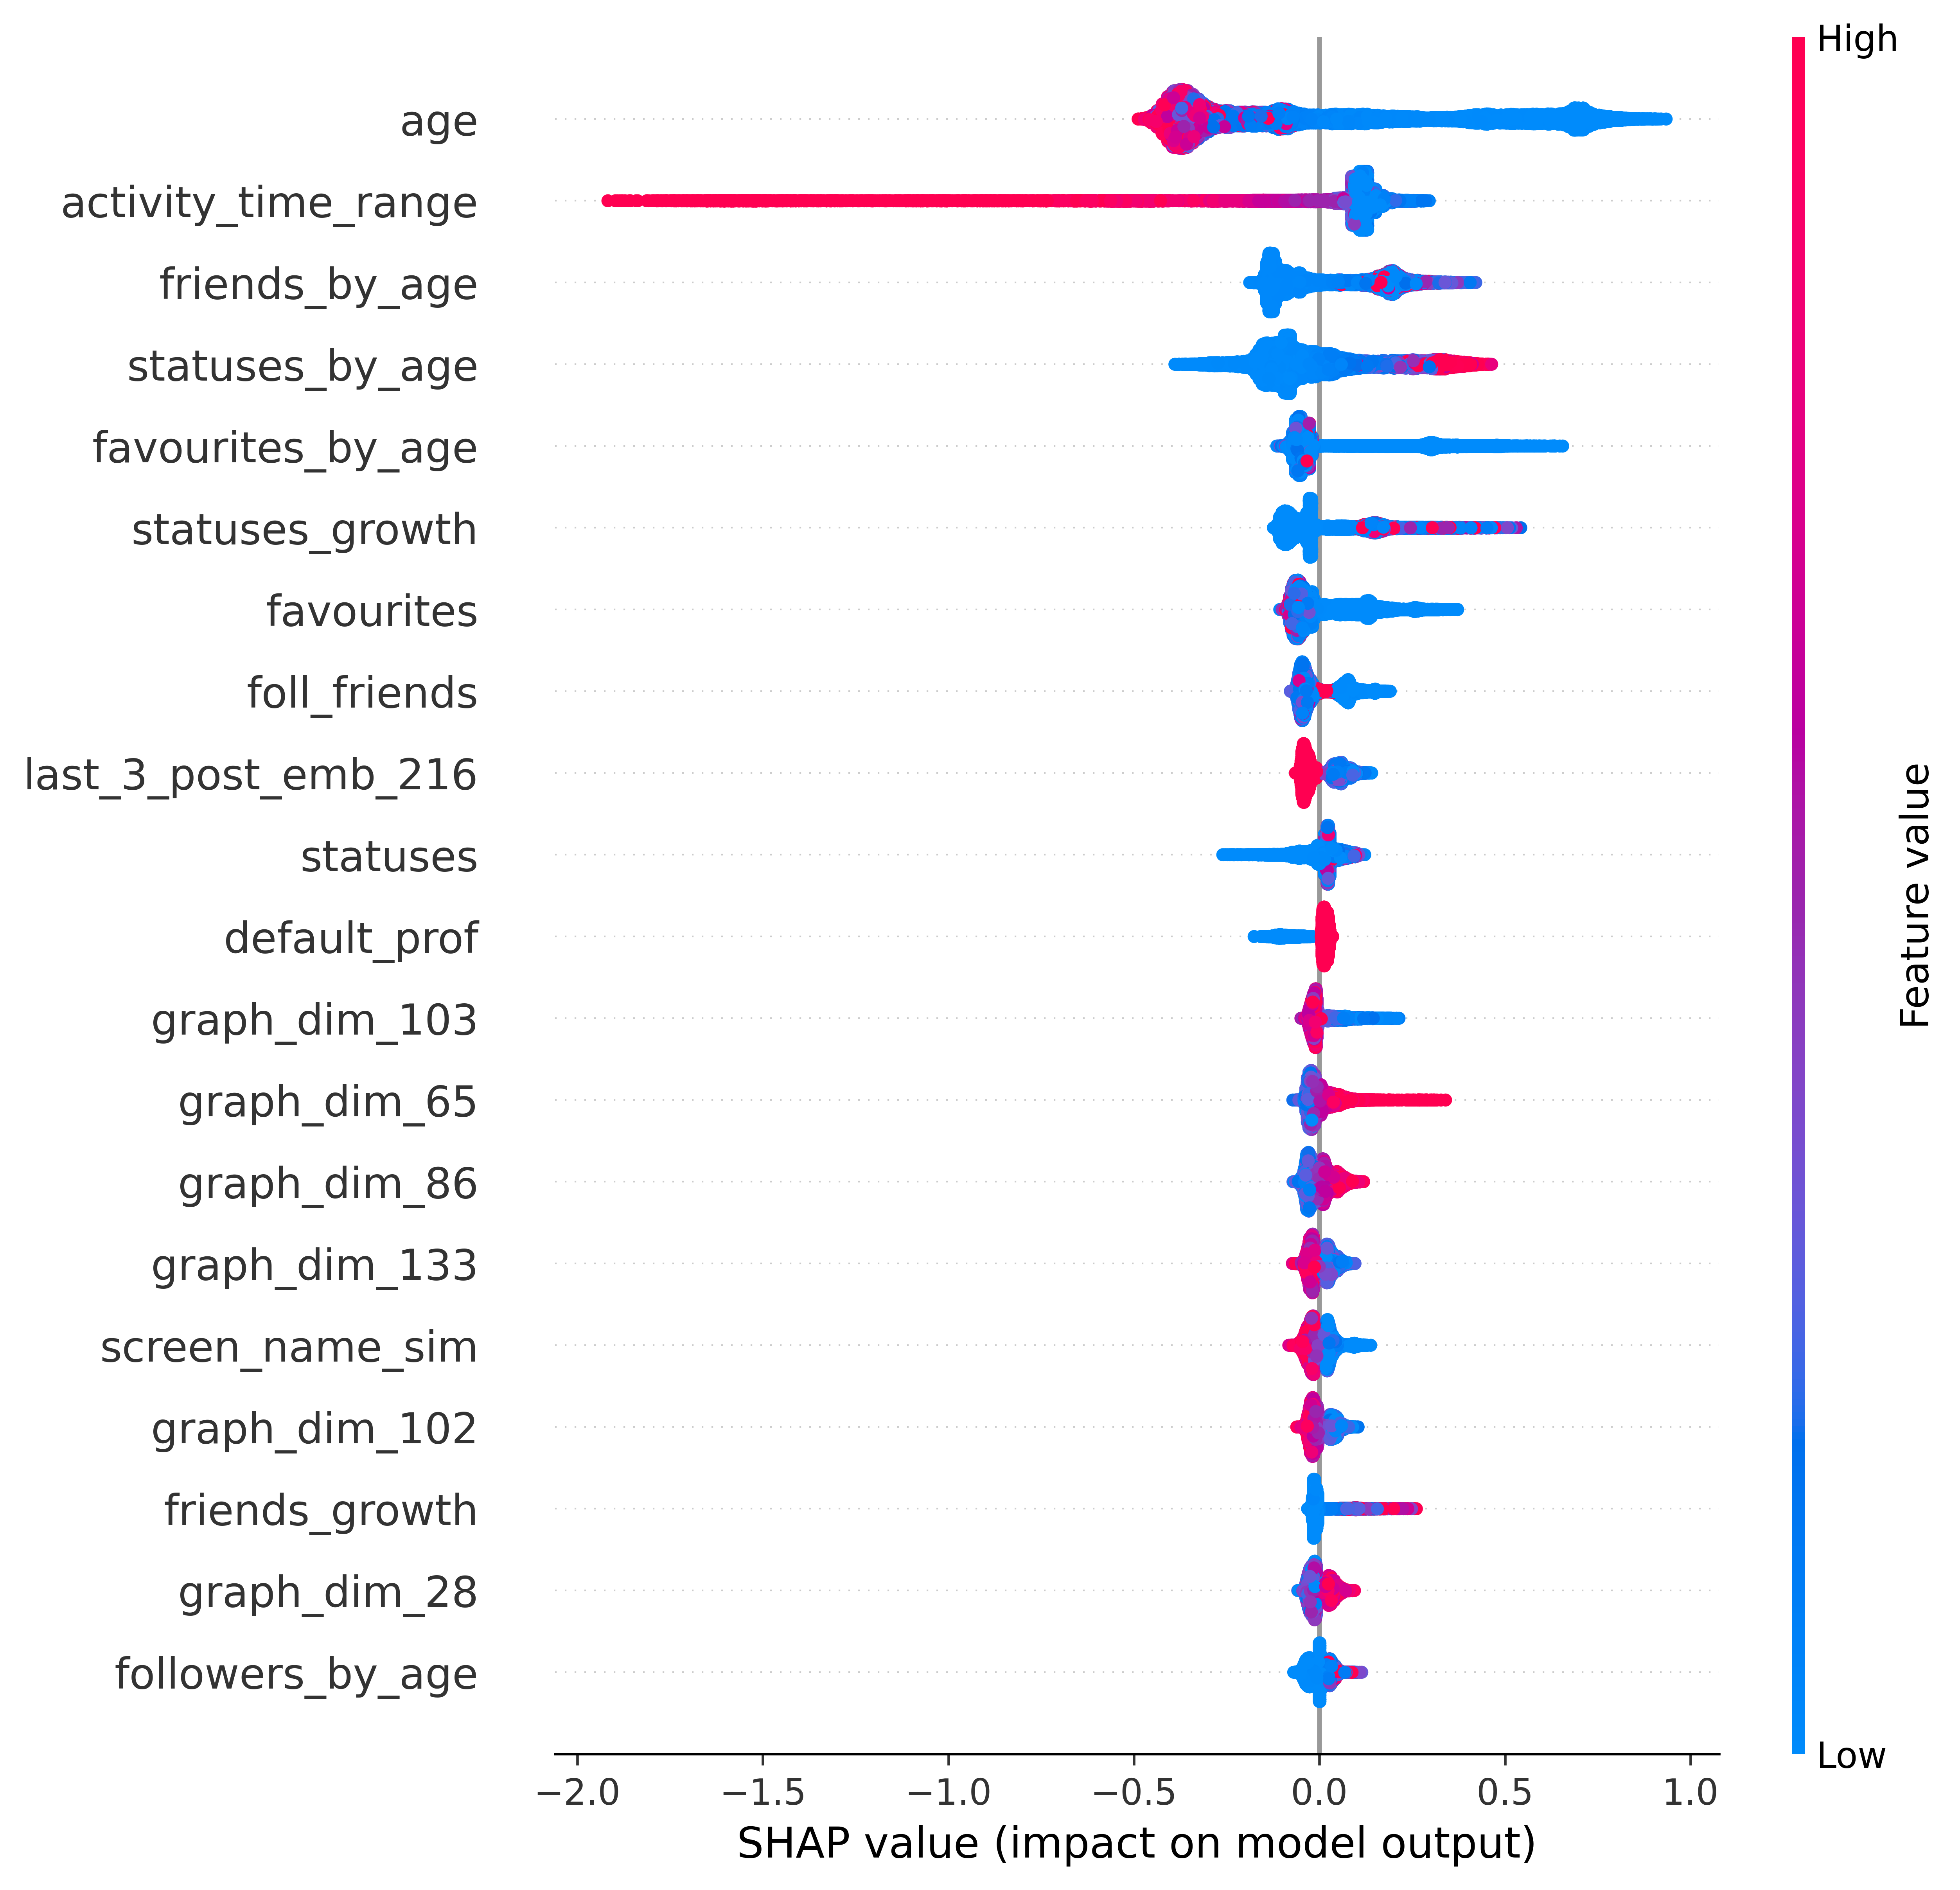 High
age
activity_time_range
friends_by_age
statuses_by_age
favourites_by_age
statuses_growth
favourites
foll_friends
last_3_post_emb_216
statuses
default_prof
graph_dim_103
graph_dim_65
graph_dim_86
graph_dim_133
screen_name_sim
graph_dim_102
friends_growth
graph_dim_28
followers_by_age
Feature value
Low
−2.0 −1.5 −1.0 −0.5 0.0 0.5 1.0
SHAP value (impact on model output)